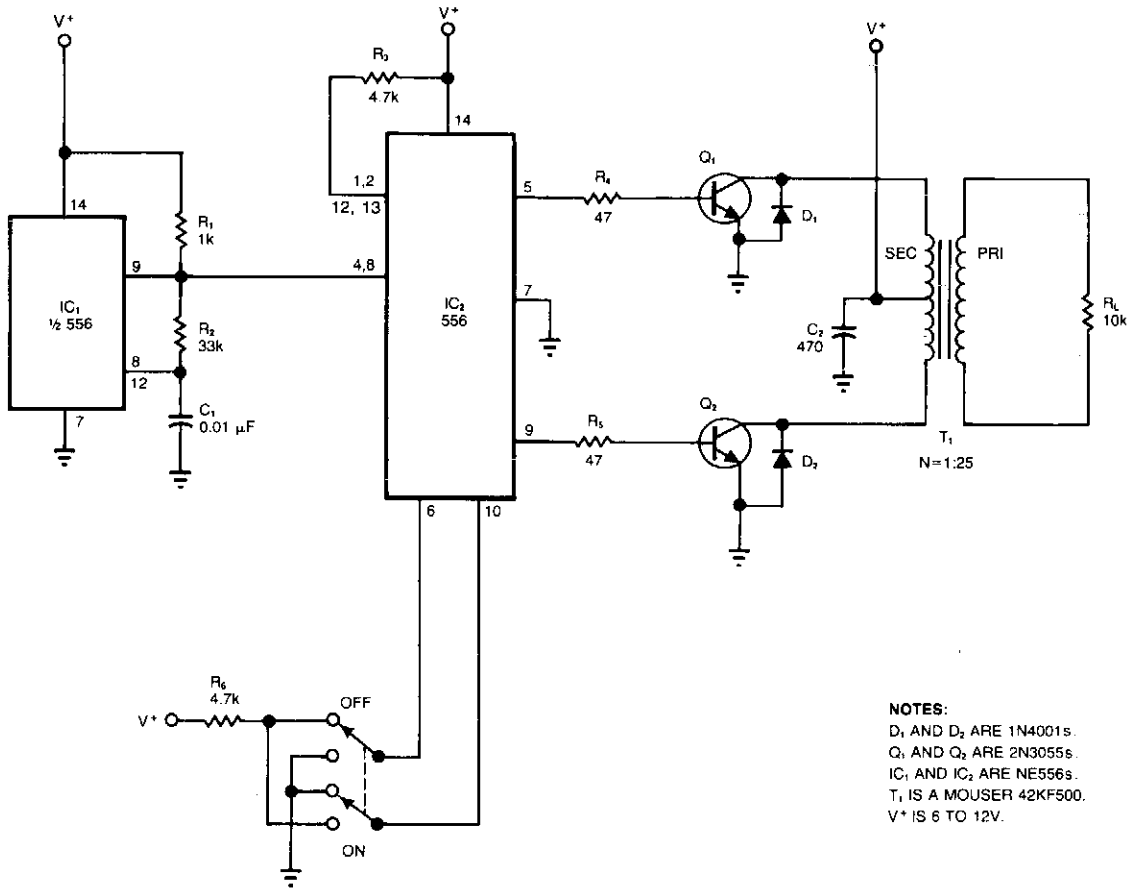 V⁺
V⁺
V⁺
R₃
4.7k
14
14
R₁
1k
1,2
12, 13
5
R₄
47
Q₁
D₁
SEC
PRI
9
4,8
IC₁
½ 556
R₂
33k
IC₂
556
7
C₂
470
R_L
10k
8
12
C₁
0.01 µF
7
9
R₅
47
Q₂
D₂
T₁
N=1:25
6
10
R₆
4.7k
OFF
V⁺
ON
NOTES:
D₁ AND D₂ ARE 1N4001s.
Q₁ AND Q₂ ARE 2N3055s.
IC₁ AND IC₂ ARE NE556s.
T₁ IS A MOUSER 42KF500.
V⁺ IS 6 TO 12V.